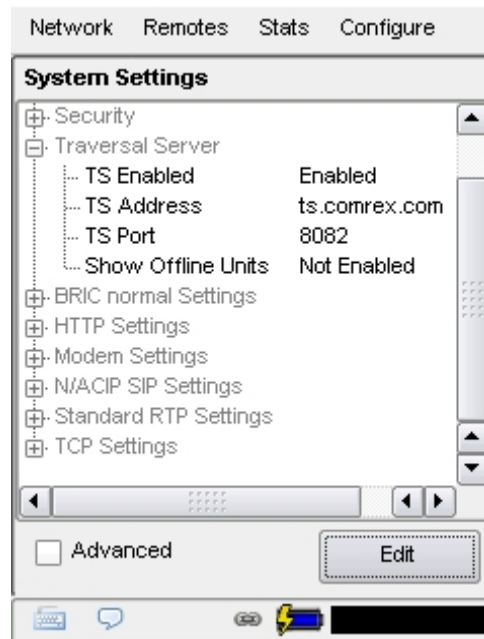 Network Remotes Stats Configure
System Settings
Security
Traversal Server
TS Enabled Enabled
TS Address ts.comrex.com
TS Port 8082
Show Offline Units Not Enabled
BRIC normal Settings
HTTP Settings
Modem Settings
N/ACIP SIP Settings
Standard RTP Settings
TCP Settings
Advanced Edit